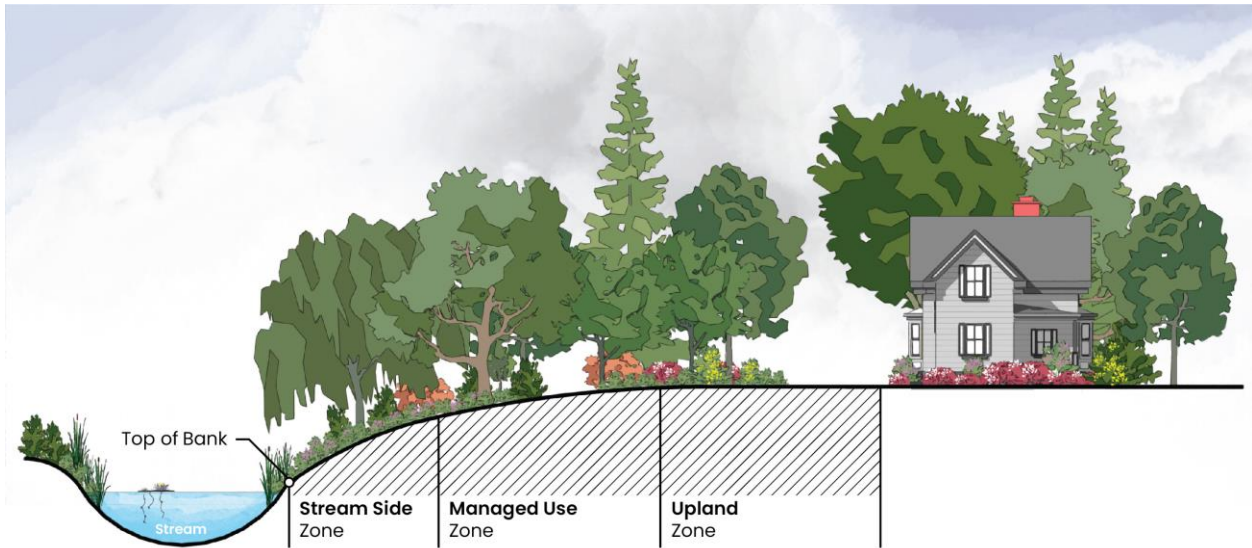 Top of Bank
Stream
Stream Side
Zone
Managed Use
Zone
Upland
Zone